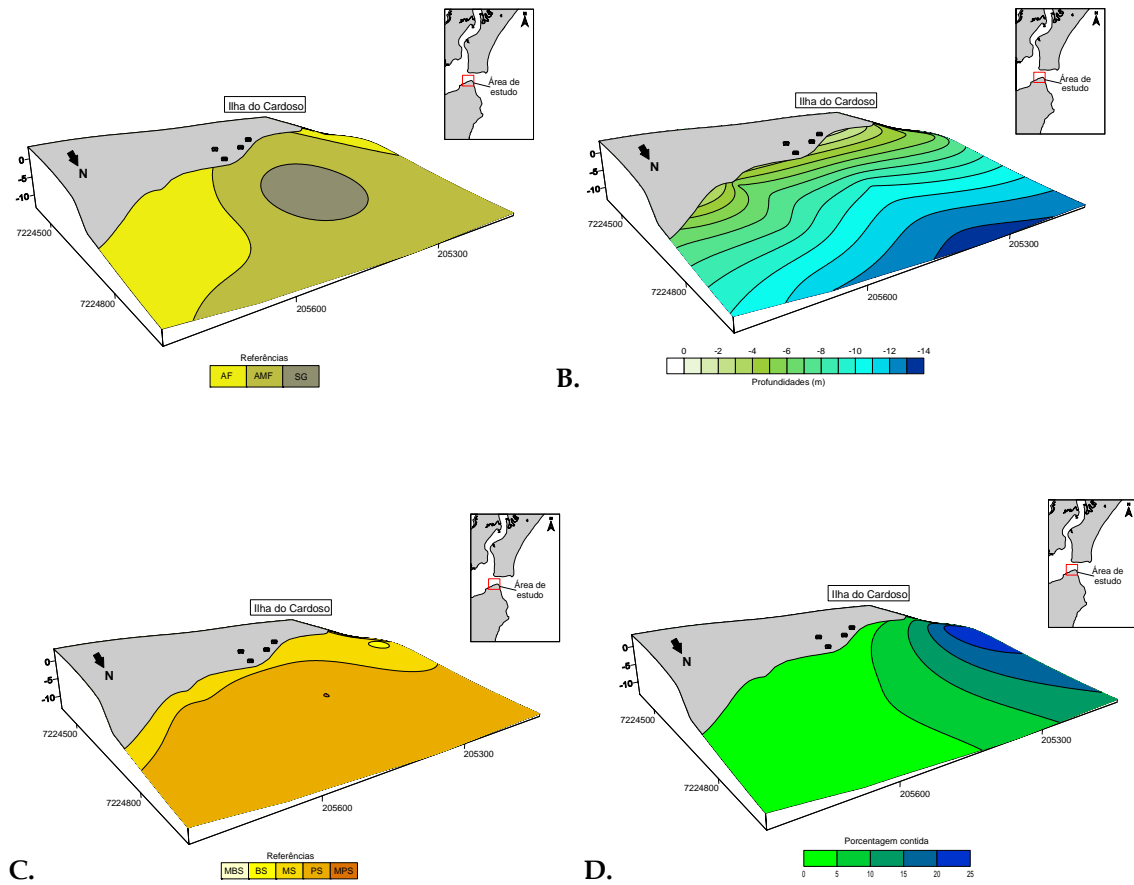 N
Área de
estudo
Ilha do Cardoso
0
-5
-10
N
7224500
7224800
205600
205300
Referências
AF AMF SG
N
Área de
estudo
Ilha do Cardoso
0
-5
-10
N
7224500
7224800
205600
205300
0 -2 -4 -6 -8 -10 -12 -14
Profundidades (m)
B.
Área de
estudo
Ilha do Cardoso
0
-5
-10
N
7224500
7224800
205600
205300
Referências
MBS BS MS PS MPS
C.
Área de
estudo
Ilha do Cardoso
0
-5
-10
N
7224500
7224800
205600
205300
Porcentagem contida
0 5 10 15 20 25
D.